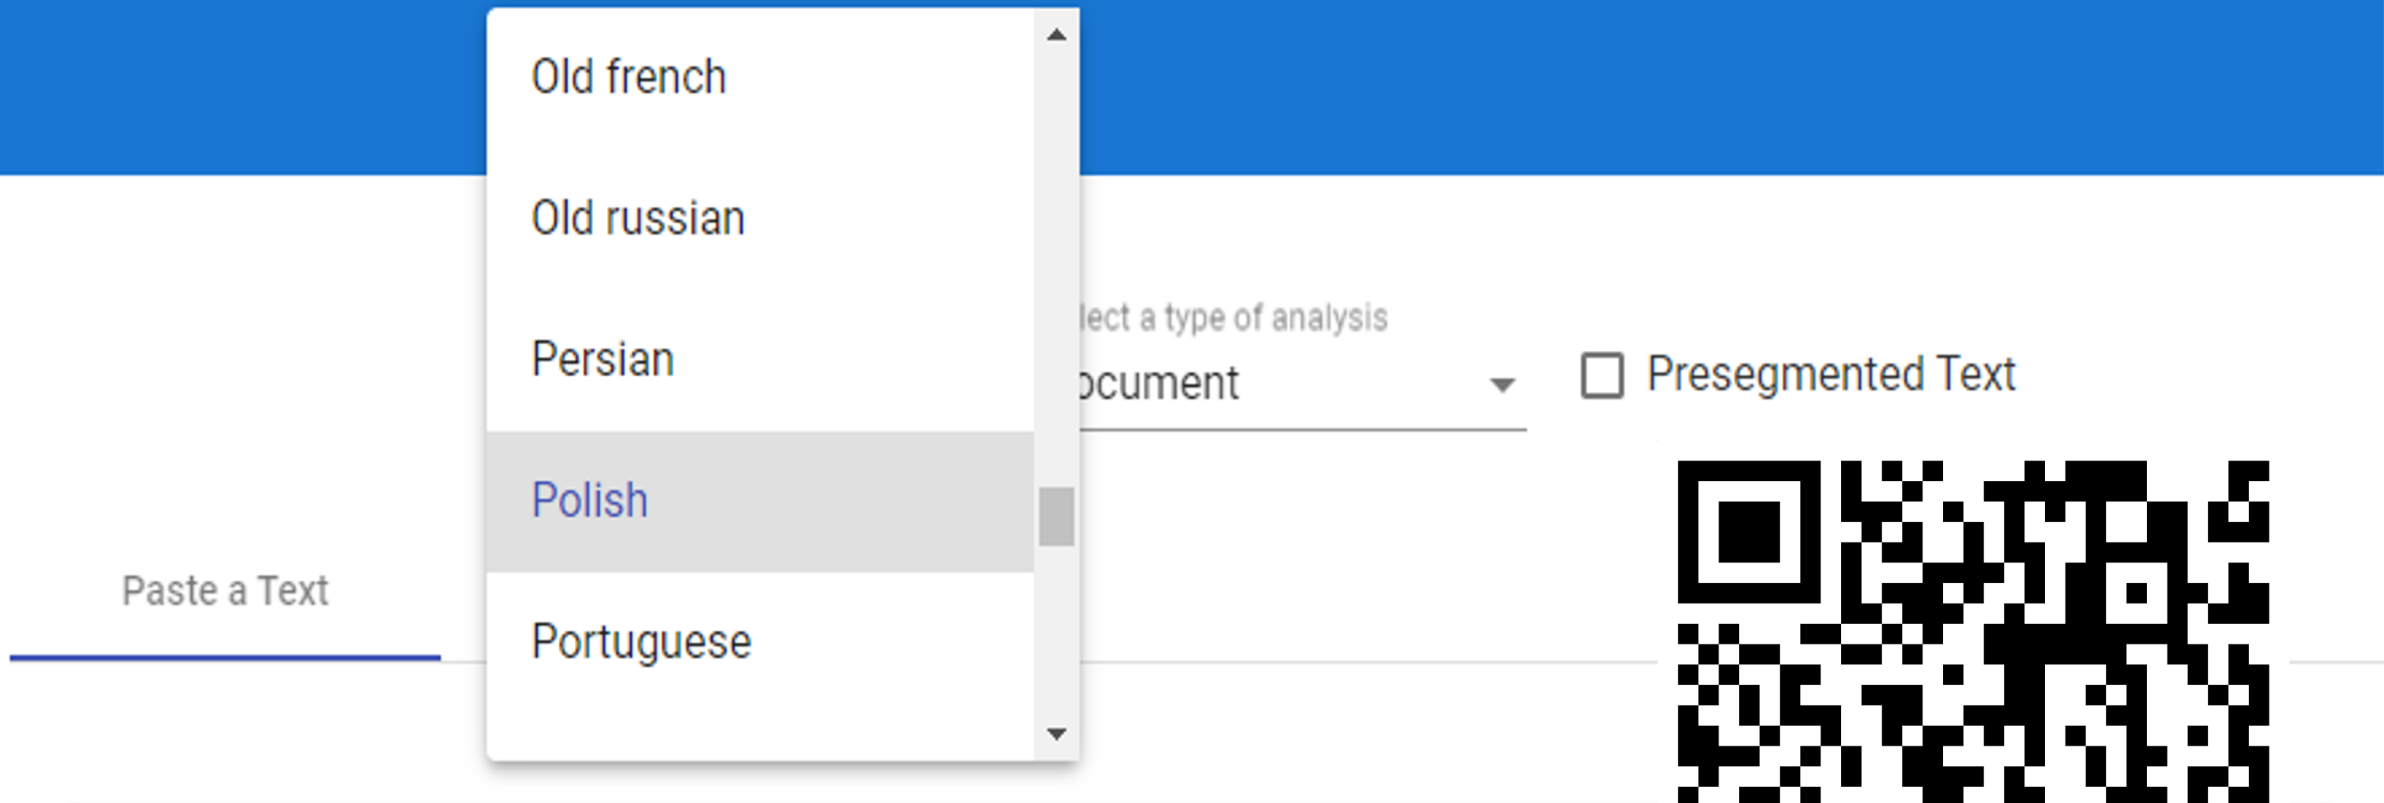 Old french
Old russian
Persian
Polish
Portuguese
lect a type of analysis
ocument
Presegmented Text
Paste a Text